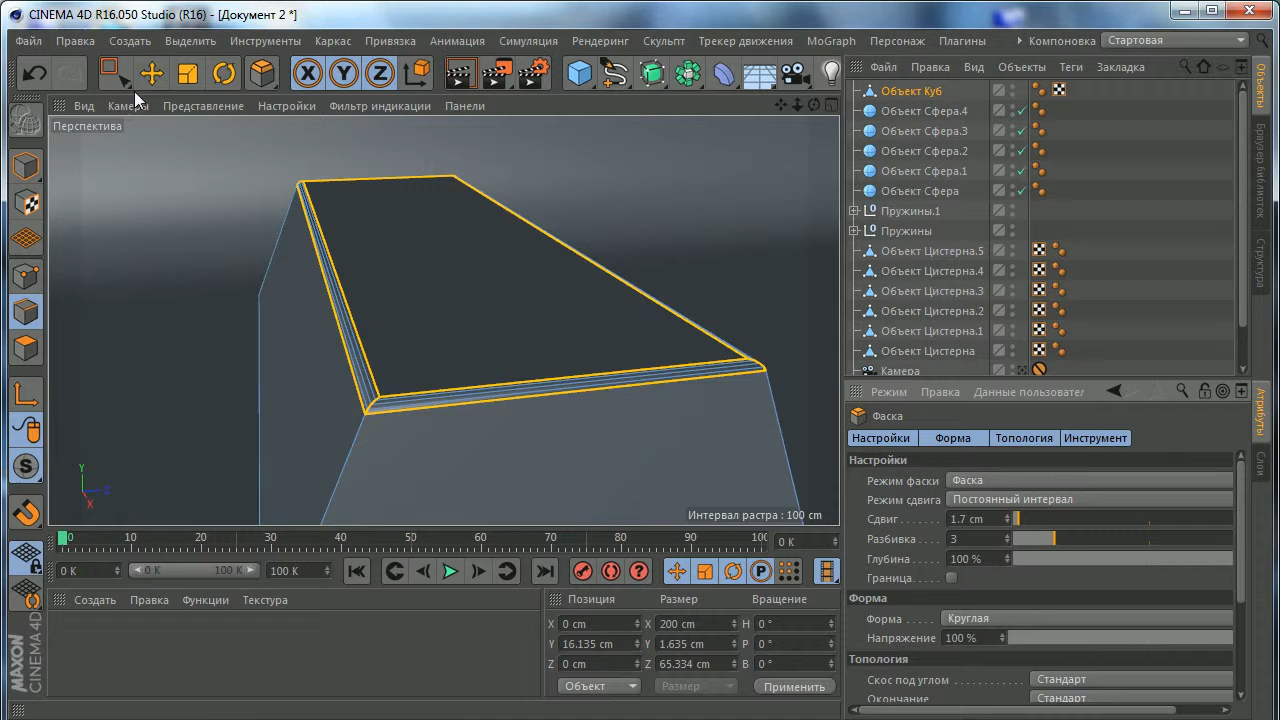 CINEMA 4D R16.050 Studio (R16) - [Документ 2 *]
Файл Правка Создать Выделить Инструменты Каркас Привязка Анимация Симуляция Рендеринг Скульпт Трекер движения MoGraph Персонаж Плагины Компоновка Стартовая
X Y Z
Файл Правка Вид Объекты Теги Закладка
Вид Камеры Представление Настройки Фильтр индикации Панели
Перспектива
Объект Куб
Объект Сфера.4
Объект Сфера.3
Объект Сфера.2
Объект Сфера.1
Объект Сфера
Пружины.1
Пружины
Объект Цистерна.5
Объект Цистерна.4
Объект Цистерна.3
Объект Цистерна.2
Объект Цистерна.1
Объект Цистерна
Камера
Объекты
Браузер библиотек
Структура
Y
Z
X
Интервал растра : 100 cm
Режим Правка Данные пользовател
Фаска
Настройки Форма Топология Инструмент
Настройки
Режим фаски Фаска
Режим сдвига Постоянный интервал
Сдвиг . . . . . . . 1.7 cm
Разбивка . . . . 3
Глубина . . . . . 100 %
Граница . . . . .
Форма
Форма . . . . . Круглая
Напряжение 100 %
Топология
Скос под углом . . . . . . . . Стандарт
Окончание Стандарт
Атрибуты
Слои
0 10 20 30 40 50 60 70 80 90 100 0 K
0 K 0 K 100 K 100 K
P
Создать Правка Функции Текстура
Позиция Размер Вращение
X 0 cm X 200 cm H 0 °
Y 16.135 cm Y 1.635 cm P 0 °
Z 0 cm Z 65.334 cm B 0 °
Объект Размер Применить
MAXON
CINEMA 4D